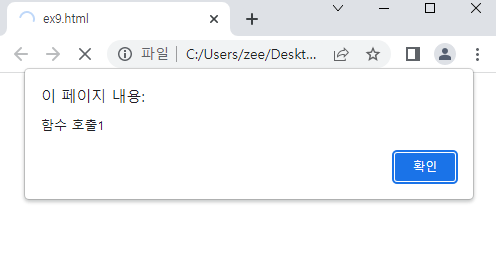 ex9.html
파일 C:/Users/zee/Deskt...
이 페이지 내용:
함수 호출1
확인